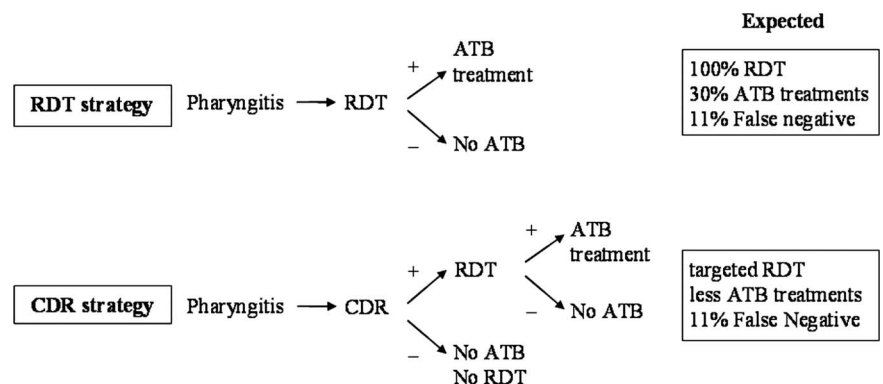 Expected
+
ATB
treatment
RDT strategy Pharyngitis RDT
−
No ATB
100% RDT
30% ATB treatments
11% False negative
+
ATB
treatment
+
RDT
−
No ATB
CDR strategy Pharyngitis CDR
−
No ATB
No RDT
targeted RDT
less ATB treatments
11% False Negative